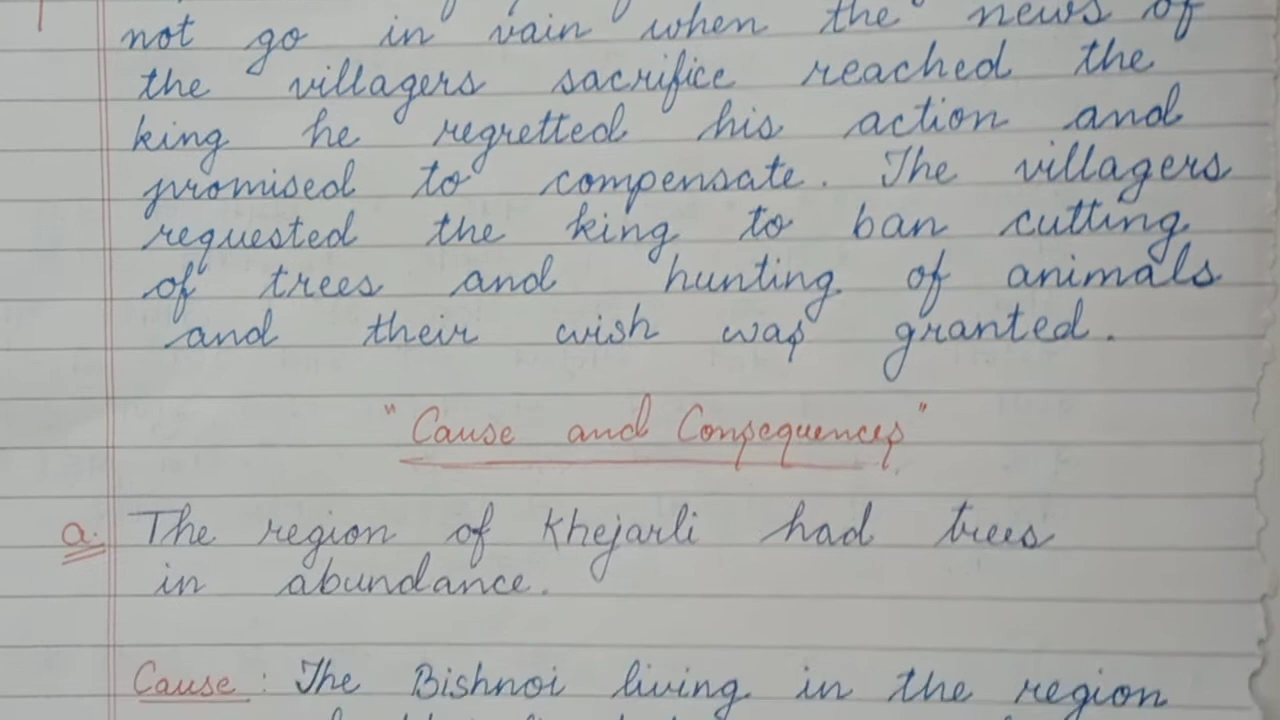 not go in vain when the news of
the villagers sacrifice reached the
king he regretted his action and
promised to compensate. The villagers
requested the king to ban cutting
of trees and hunting of animals
and their wish was granted.
"Cause and Consequences"
a. The region of Khejarli had trees
in abundance.
Cause : The Bishnoi living in the region